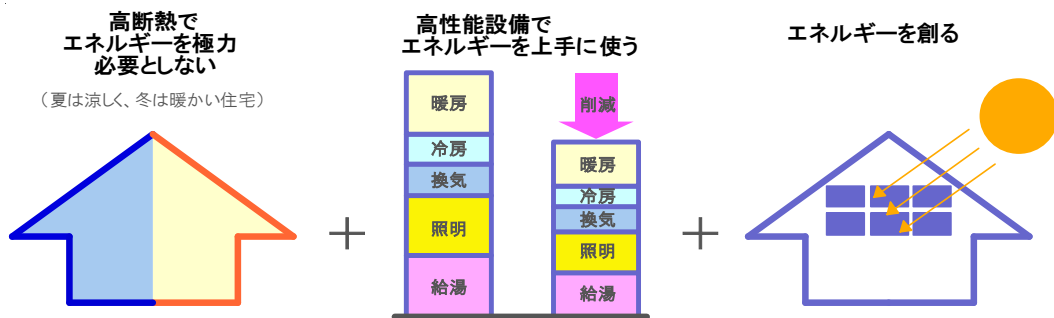 高断熱で
エネルギーを極力
必要としない
（夏は涼しく、冬は暖かい住宅）
高性能設備で
エネルギーを上手に使う
暖房
冷房
換気
照明
給湯
削減
暖房
冷房
換気
照明
給湯
エネルギーを創る
＋
＋